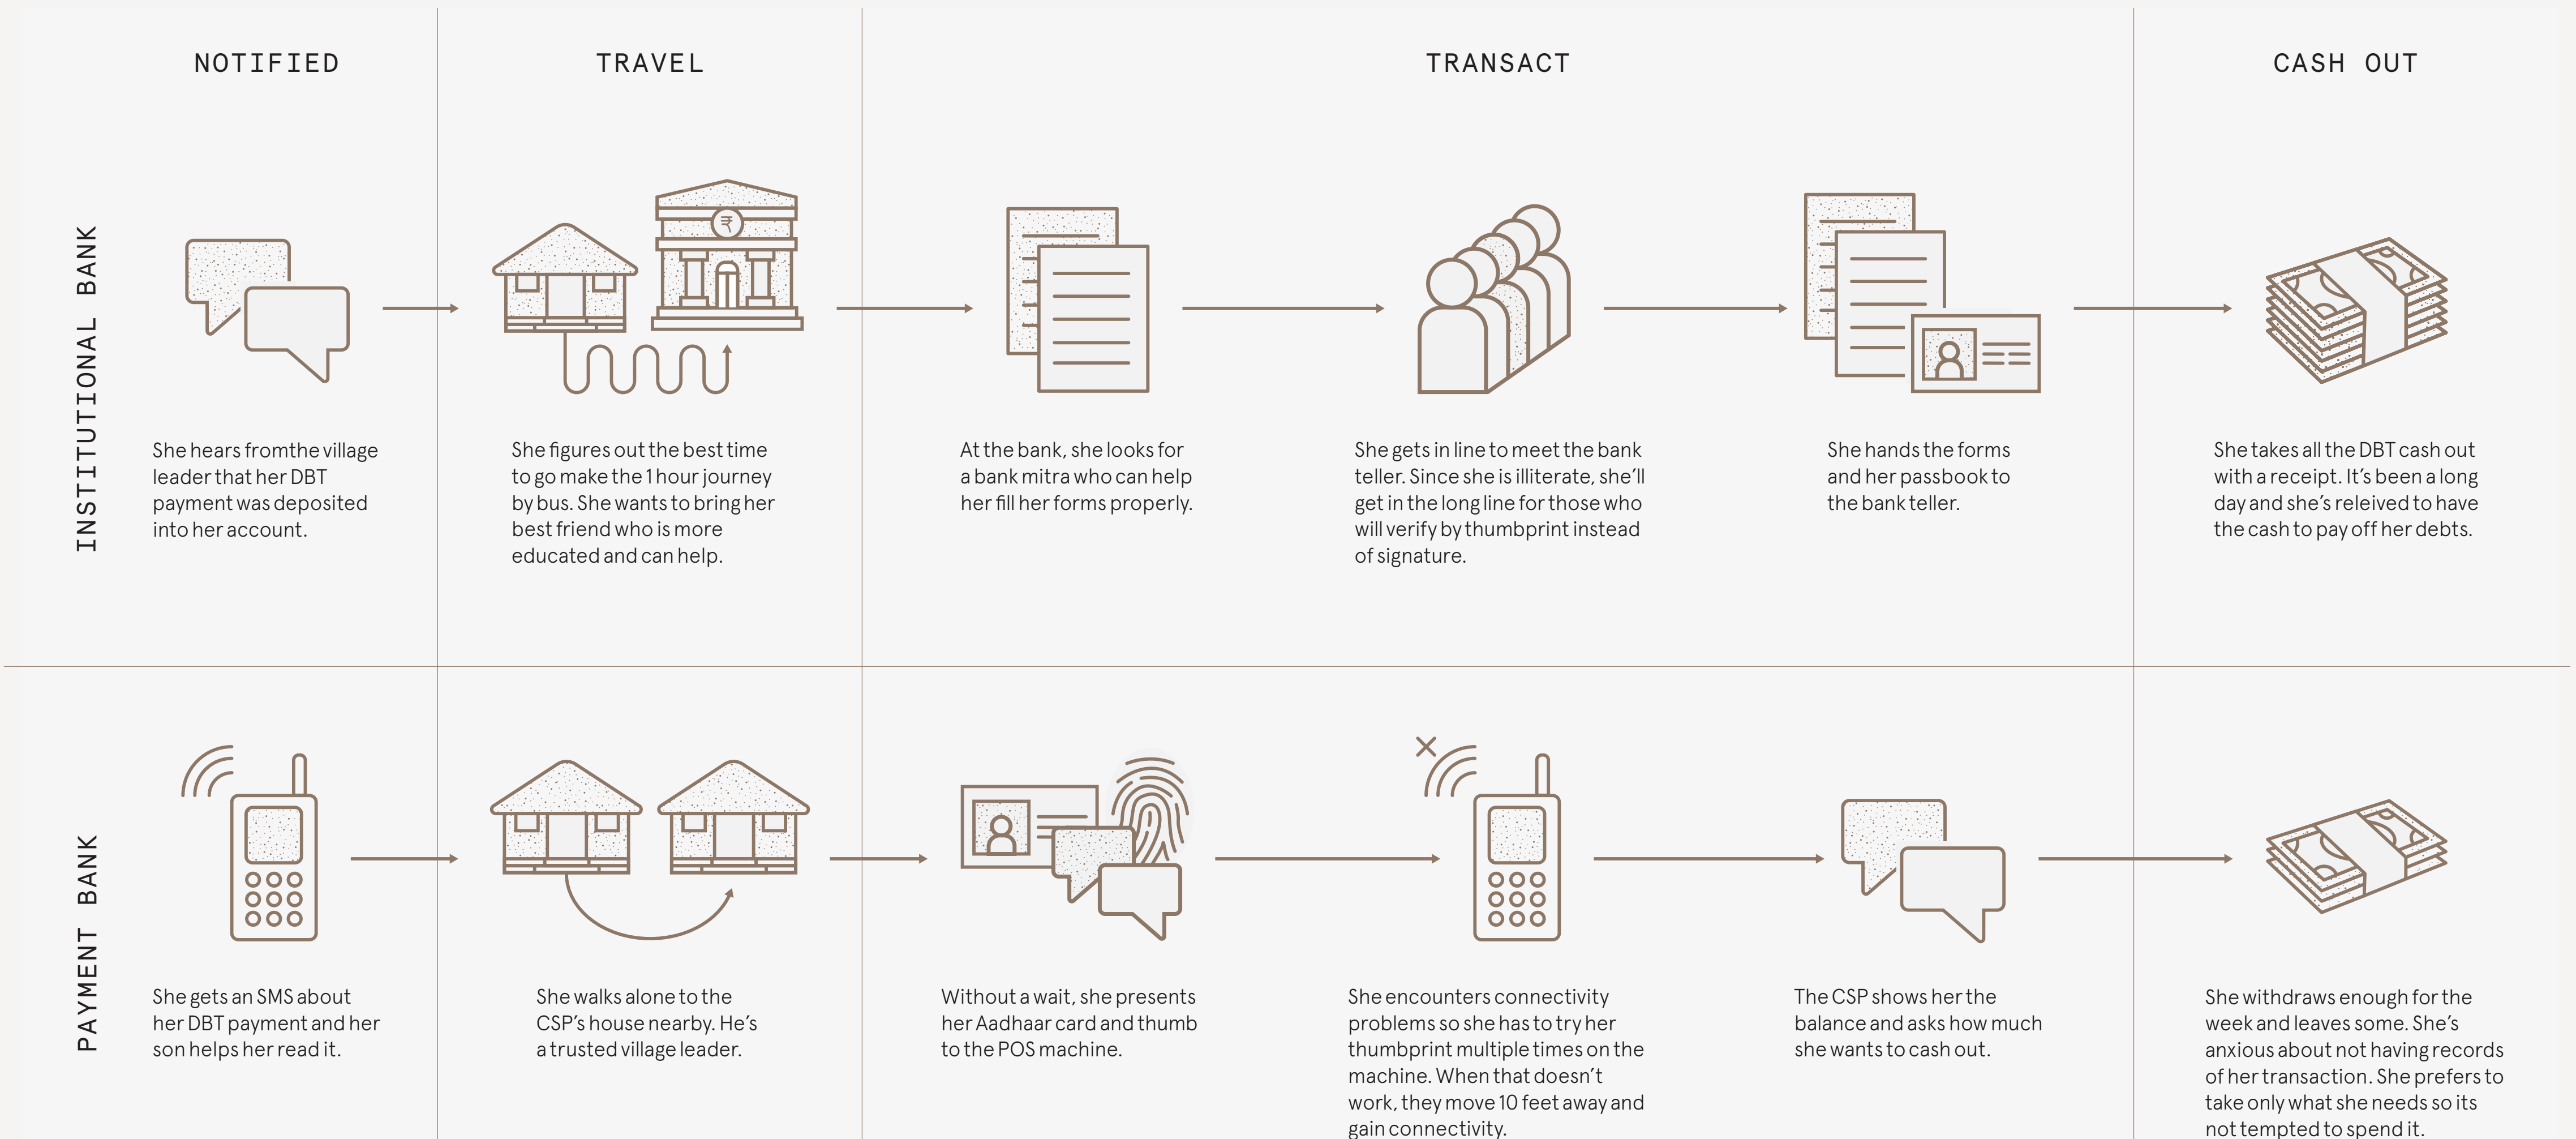 NOTIFIED
TRAVEL
TRANSACT
CASH OUT
INSTITUTIONAL BANK
She hears fromthe village
leader that her DBT
payment was deposited
into her account.
She figures out the best time
to go make the 1 hour journey
by bus. She wants to bring her
best friend who is more
educated and can help.
At the bank, she looks for
a bank mitra who can help
her fill her forms properly.
She gets in line to meet the bank
teller. Since she is illiterate, she’ll
get in the long line for those who
will verify by thumbprint instead
of signature.
She hands the forms
and her passbook to
the bank teller.
She takes all the DBT cash out
with a receipt. It’s been a long
day and she’s releived to have
the cash to pay off her debts.
PAYMENT BANK
She gets an SMS about
her DBT payment and her
son helps her read it.
She walks alone to the
CSP’s house nearby. He’s
a trusted village leader.
Without a wait, she presents
her Aadhaar card and thumb
to the POS machine.
She encounters connectivity
problems so she has to try her
thumbprint multiple times on the
machine. When that doesn’t
work, they move 10 feet away and
gain connectivity.
The CSP shows her the
balance and asks how much
she wants to cash out.
She withdraws enough for the
week and leaves some. She’s
anxious about not having records
of her transaction. She prefers to
take only what she needs so its
not tempted to spend it.
₹